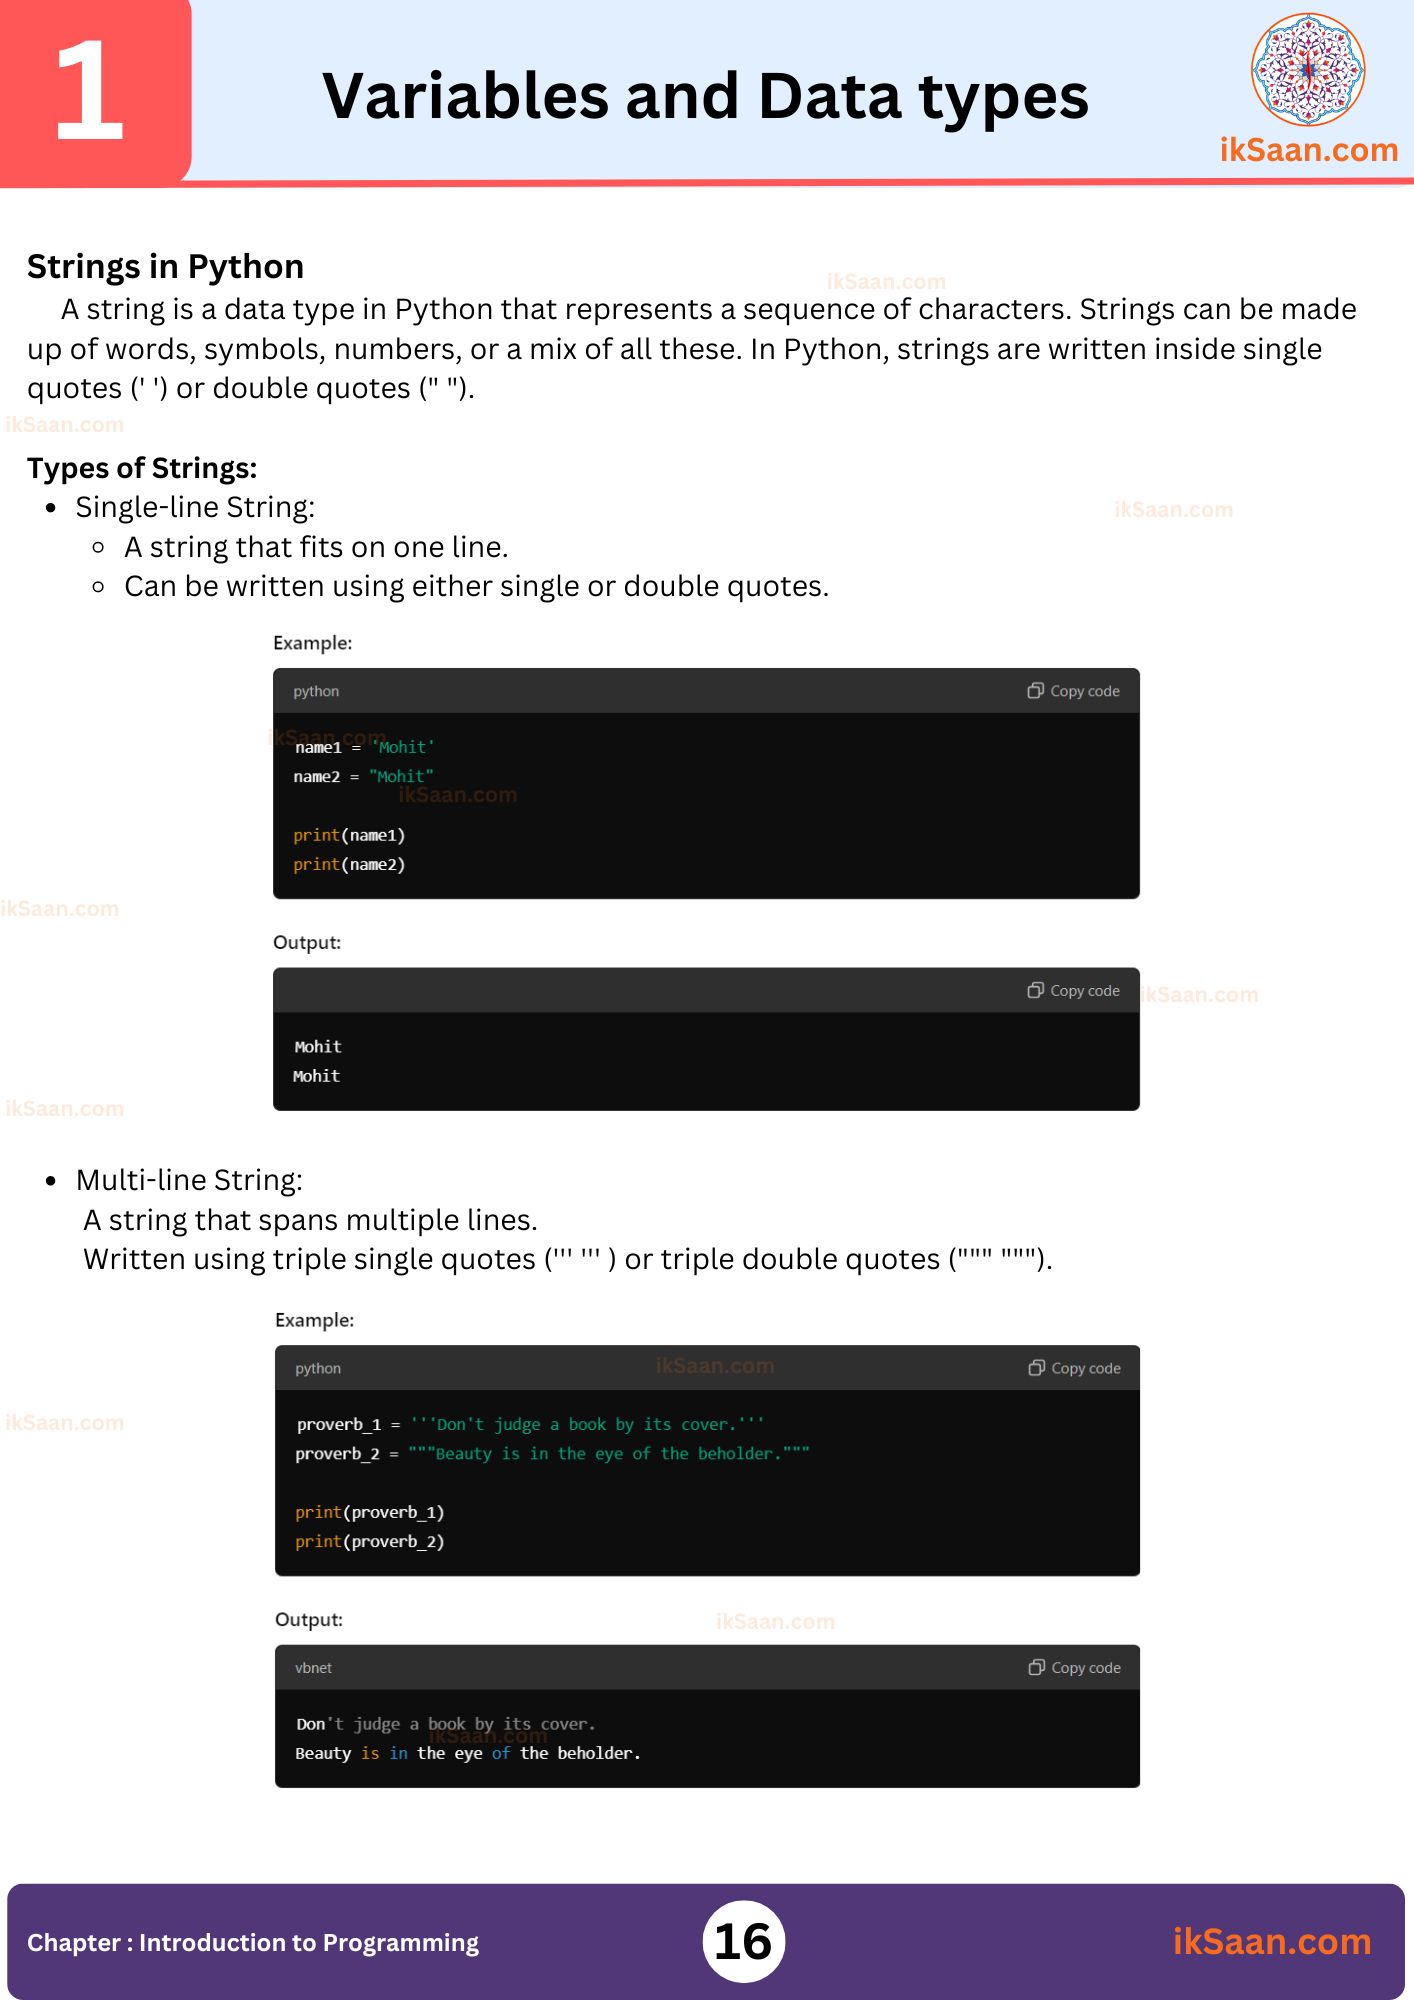 1
Variables and Data types
ikSaan.com
Strings in Python
ikSaan.com
A string is a data type in Python that represents a sequence of characters. Strings can be made
up of words, symbols, numbers, or a mix of all these. In Python, strings are written inside single
quotes (' ') or double quotes (" ").
ikSaan.com
Types of Strings:
• Single-line String:
ikSaan.com
○ A string that fits on one line.
○ Can be written using either single or double quotes.
Example:
python Copy code
ikSaan.com
name1 = 'Mohit'
name2 = "Mohit"
ikSaan.com
print(name1)
print(name2)
ikSaan.com
Output:
Copy code
ikSaan.com
Mohit
Mohit
ikSaan.com
• Multi-line String:
A string that spans multiple lines.
Written using triple single quotes (''' ''' ) or triple double quotes (""" """).
Example:
python ikSaan.com Copy code
ikSaan.com
proverb_1 = '''Don't judge a book by its cover.'''
proverb_2 = """Beauty is in the eye of the beholder."""
print(proverb_1)
print(proverb_2)
Output:
ikSaan.com
vbnet Copy code
Don't judge a book by its cover.
ikSaan.com
Beauty is in the eye of the beholder.
Chapter : Introduction to Programming
16
ikSaan.com